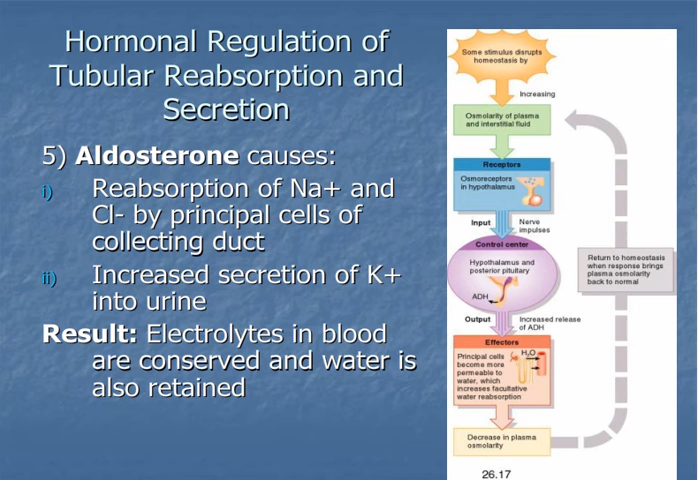 Hormonal Regulation of
Tubular Reabsorption and
Secretion
5) Aldosterone causes:
i) Reabsorption of Na+ and
Cl- by principal cells of
collecting duct
ii) Increased secretion of K+
into urine
Result: Electrolytes in blood
are conserved and water is
also retained
Some stimulus disrupts
homeostasis by
Increasing
Osmolarity of plasma
and interstitial fluid
Receptors
Osmoreceptors
in hypothalamus
Input
Nerve
impulses
Control center
Hypothalamus and
posterior pituitary
ADH
Output
Increased release
of ADH
Effectors
H2O
Principal cells
become more
permeable to
water, which
increases facultative
water reabsorption
Decrease in plasma
osmolarity
Return to homeostasis
when response brings
plasma osmolarity
back to normal
26.17